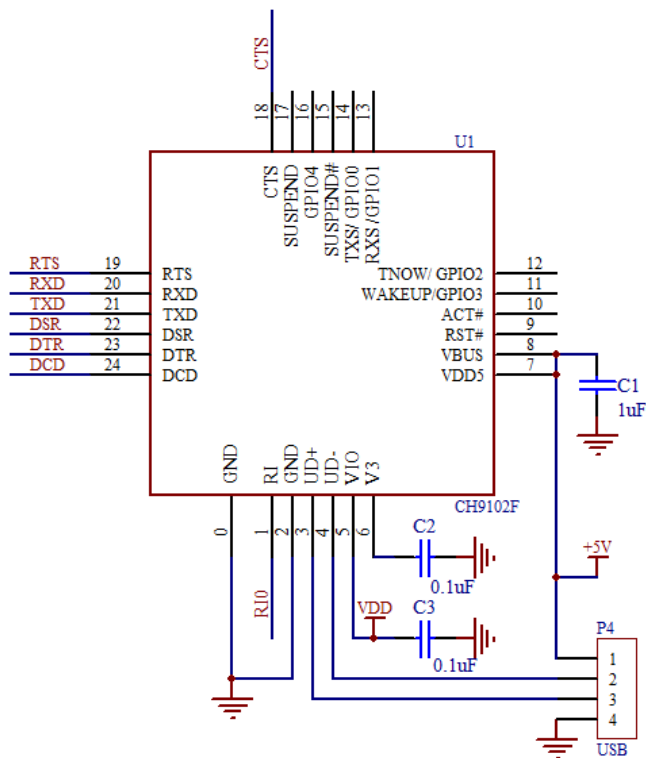 CTS
18
17
16
15
14
13
U1
CTS
SUSPEND
GPIO4
SUSPEND#
TXS/ GPIO0
RXS /GPIO1
RTS 19 RTS
RXD 20 RXD
TXD 21 TXD
DSR 22 DSR
DTR 23 DTR
DCD 24 DCD
TNOW/ GPIO2 12
WAKEUP/GPIO3 11
ACT# 10
RST# 9
VBUS 8
VDD5 7
C1
1uF
GND
RI
GND
UD+
UD-
VIO
V3
CH9102F
0
1
2
3
4
5
6
C2
0.1uF
+5V
RI0
VDD
C3
0.1uF
P4
1
2
3
4
USB